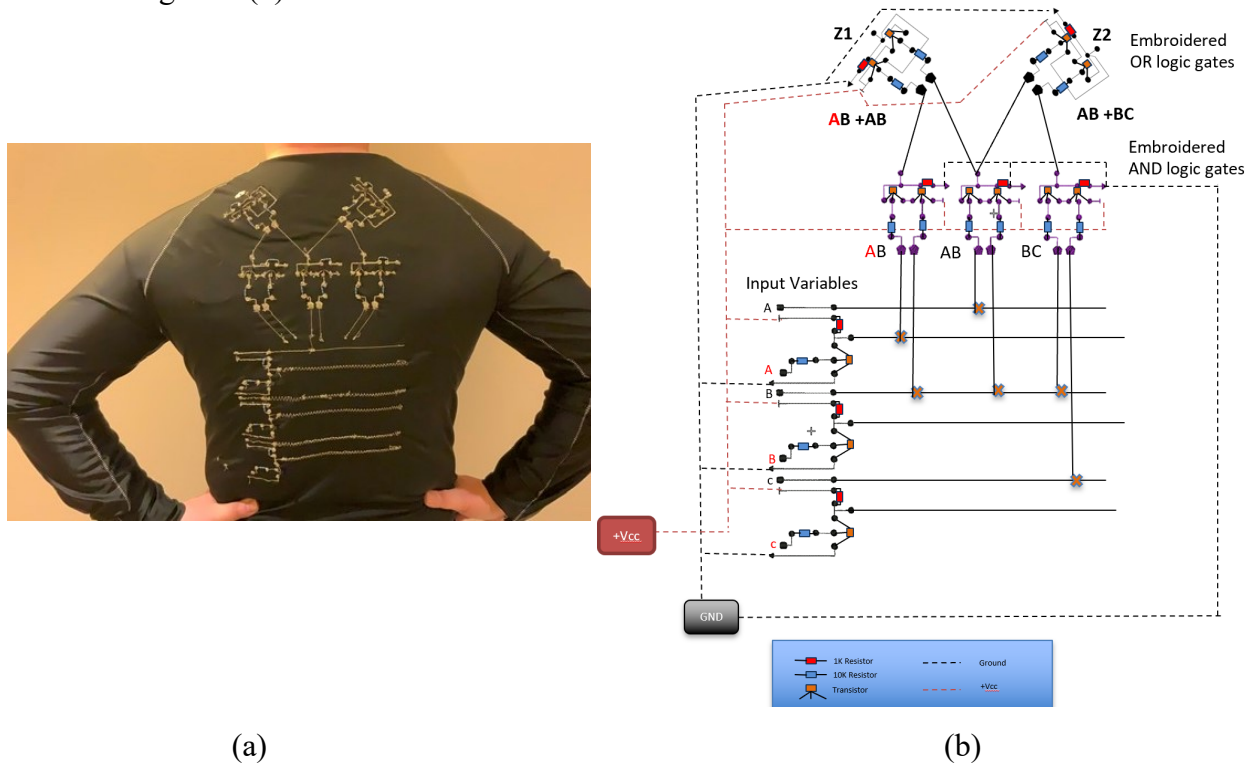 Z1
Z2
Embroidered
OR logic gates
AB +AB
AB +BC
Embroidered
AND logic gates
AB
AB
BC
Input Variables
A
A
B
B
c
c
+Vcc
GND
1K Resistor
Ground
10K Resistor
+Vcc
Transistor
(a)
(b)